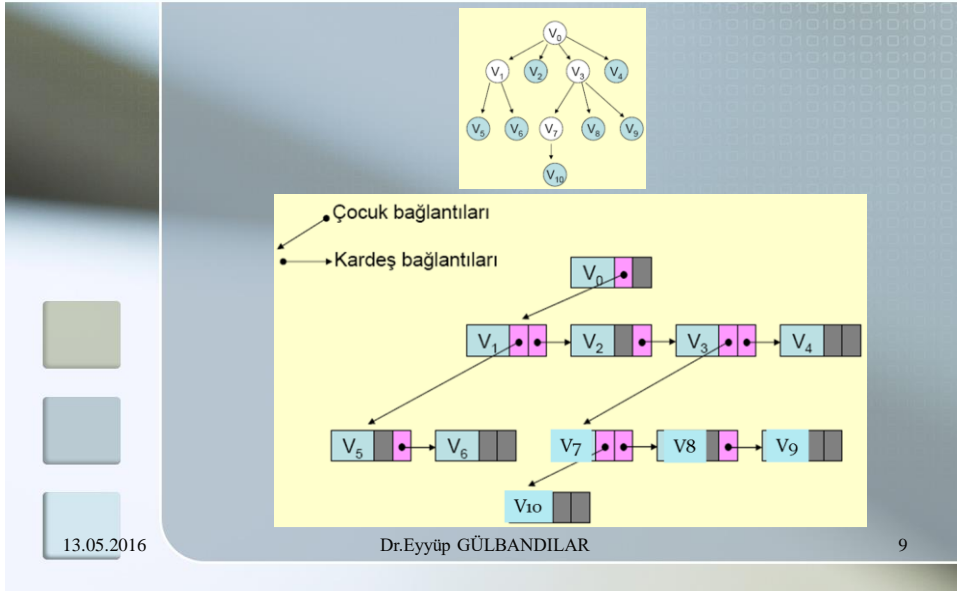 V0
V1 V2 V3 V4
V5 V6 V7 V8 V9
V10
Çocuk bağlantıları
Kardeş bağlantıları
V0
V1 V2 V3 V4
V5 V6 V7 V8 V9
V10
13.05.2016 Dr.Eyyüp GÜLBANDILAR 9